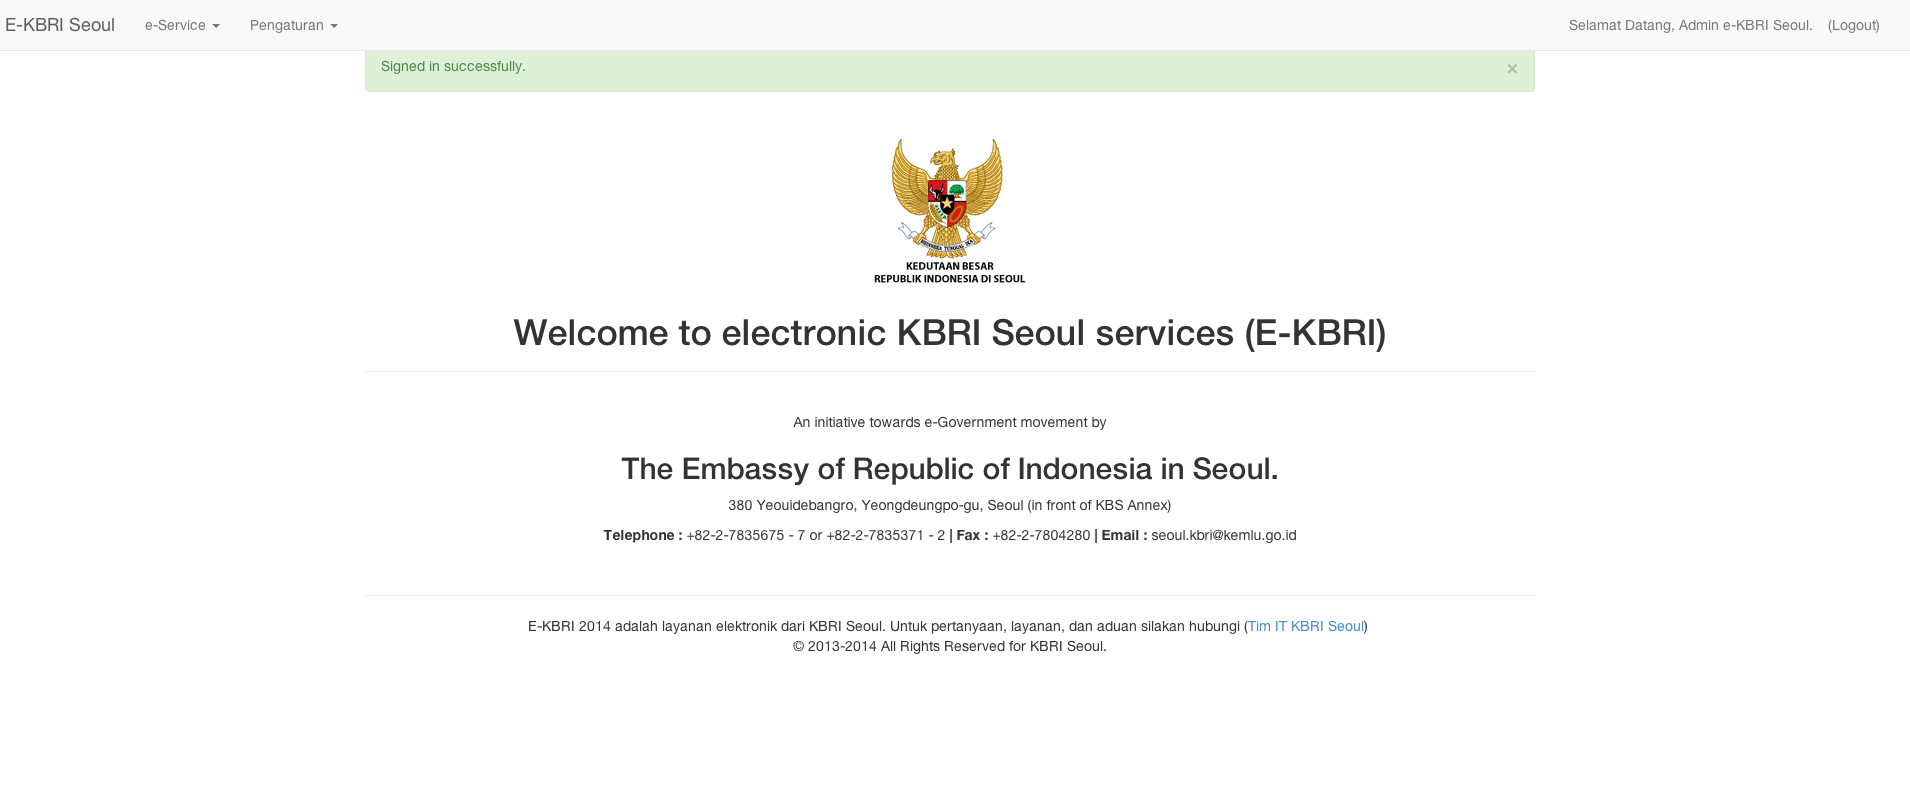 E-KBRI Seoul e-Service Pengaturan Selamat Datang, Admin e-KBRI Seoul. (Logout)
Signed in successfully. ×
BHINNEKA TUNGGAL IKA
KEDUTAAN BESAR
REPUBLIK INDONESIA DI SEOUL
Welcome to electronic KBRI Seoul services (E-KBRI)
An initiative towards e-Government movement by
The Embassy of Republic of Indonesia in Seoul.
380 Yeouidebangro, Yeongdeungpo-gu, Seoul (in front of KBS Annex)
Telephone : +82-2-7835675 - 7 or +82-2-7835371 - 2 | Fax : +82-2-7804280 | Email : seoul.kbri@kemlu.go.id
E-KBRI 2014 adalah layanan elektronik dari KBRI Seoul. Untuk pertanyaan, layanan, dan aduan silakan hubungi (Tim IT KBRI Seoul)
© 2013-2014 All Rights Reserved for KBRI Seoul.